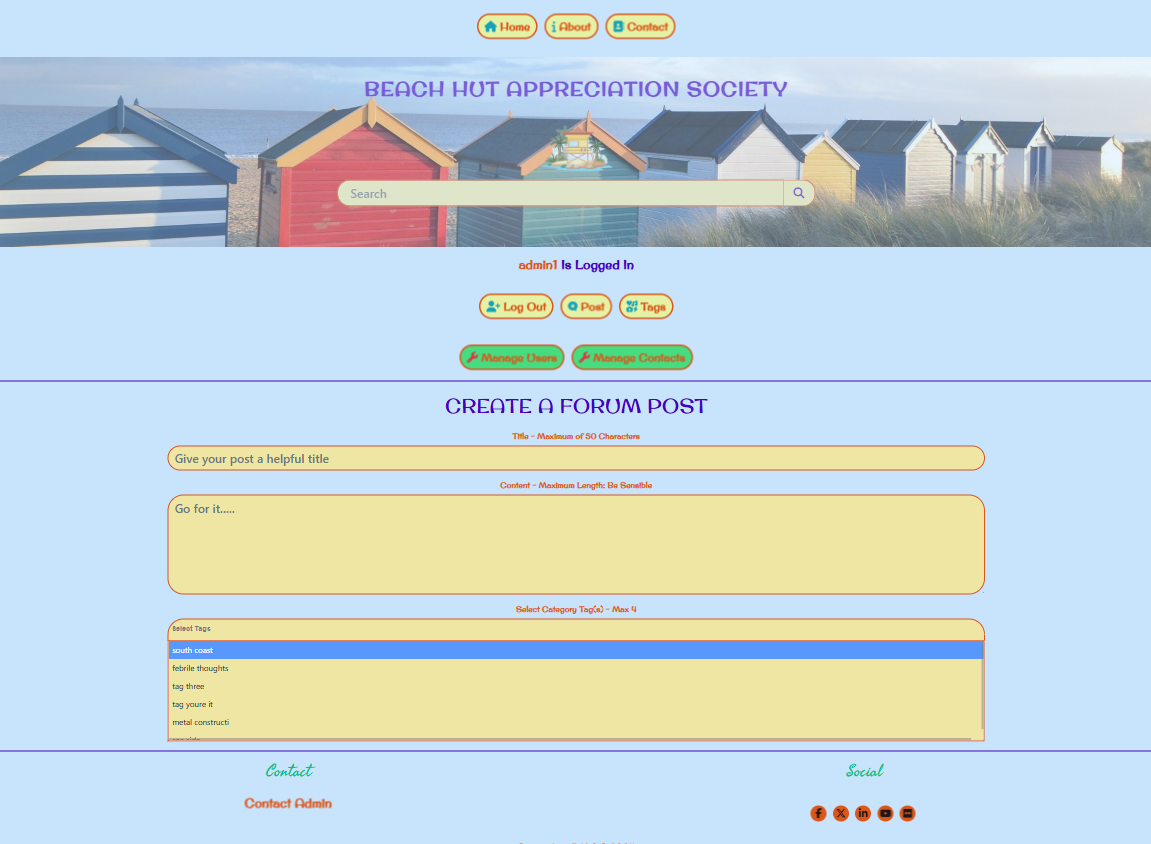 Home About Contact
BEACH HUT APPRECIATION SOCIETY
Search
admin1 Is Logged In
Log Out Post Tags
Manage Users Manage Contacts
CREATE A FORUM POST
Title - Maximum of 50 Characters
Give your post a helpful title
Content - Maximum Length: Be Sensible
Go for it.....
Select Category Tag(s) - Max 4
Select Tags
south coast
febrile thoughts
tag three
tag youre it
metal constructi
Contact Social
Contact Admin